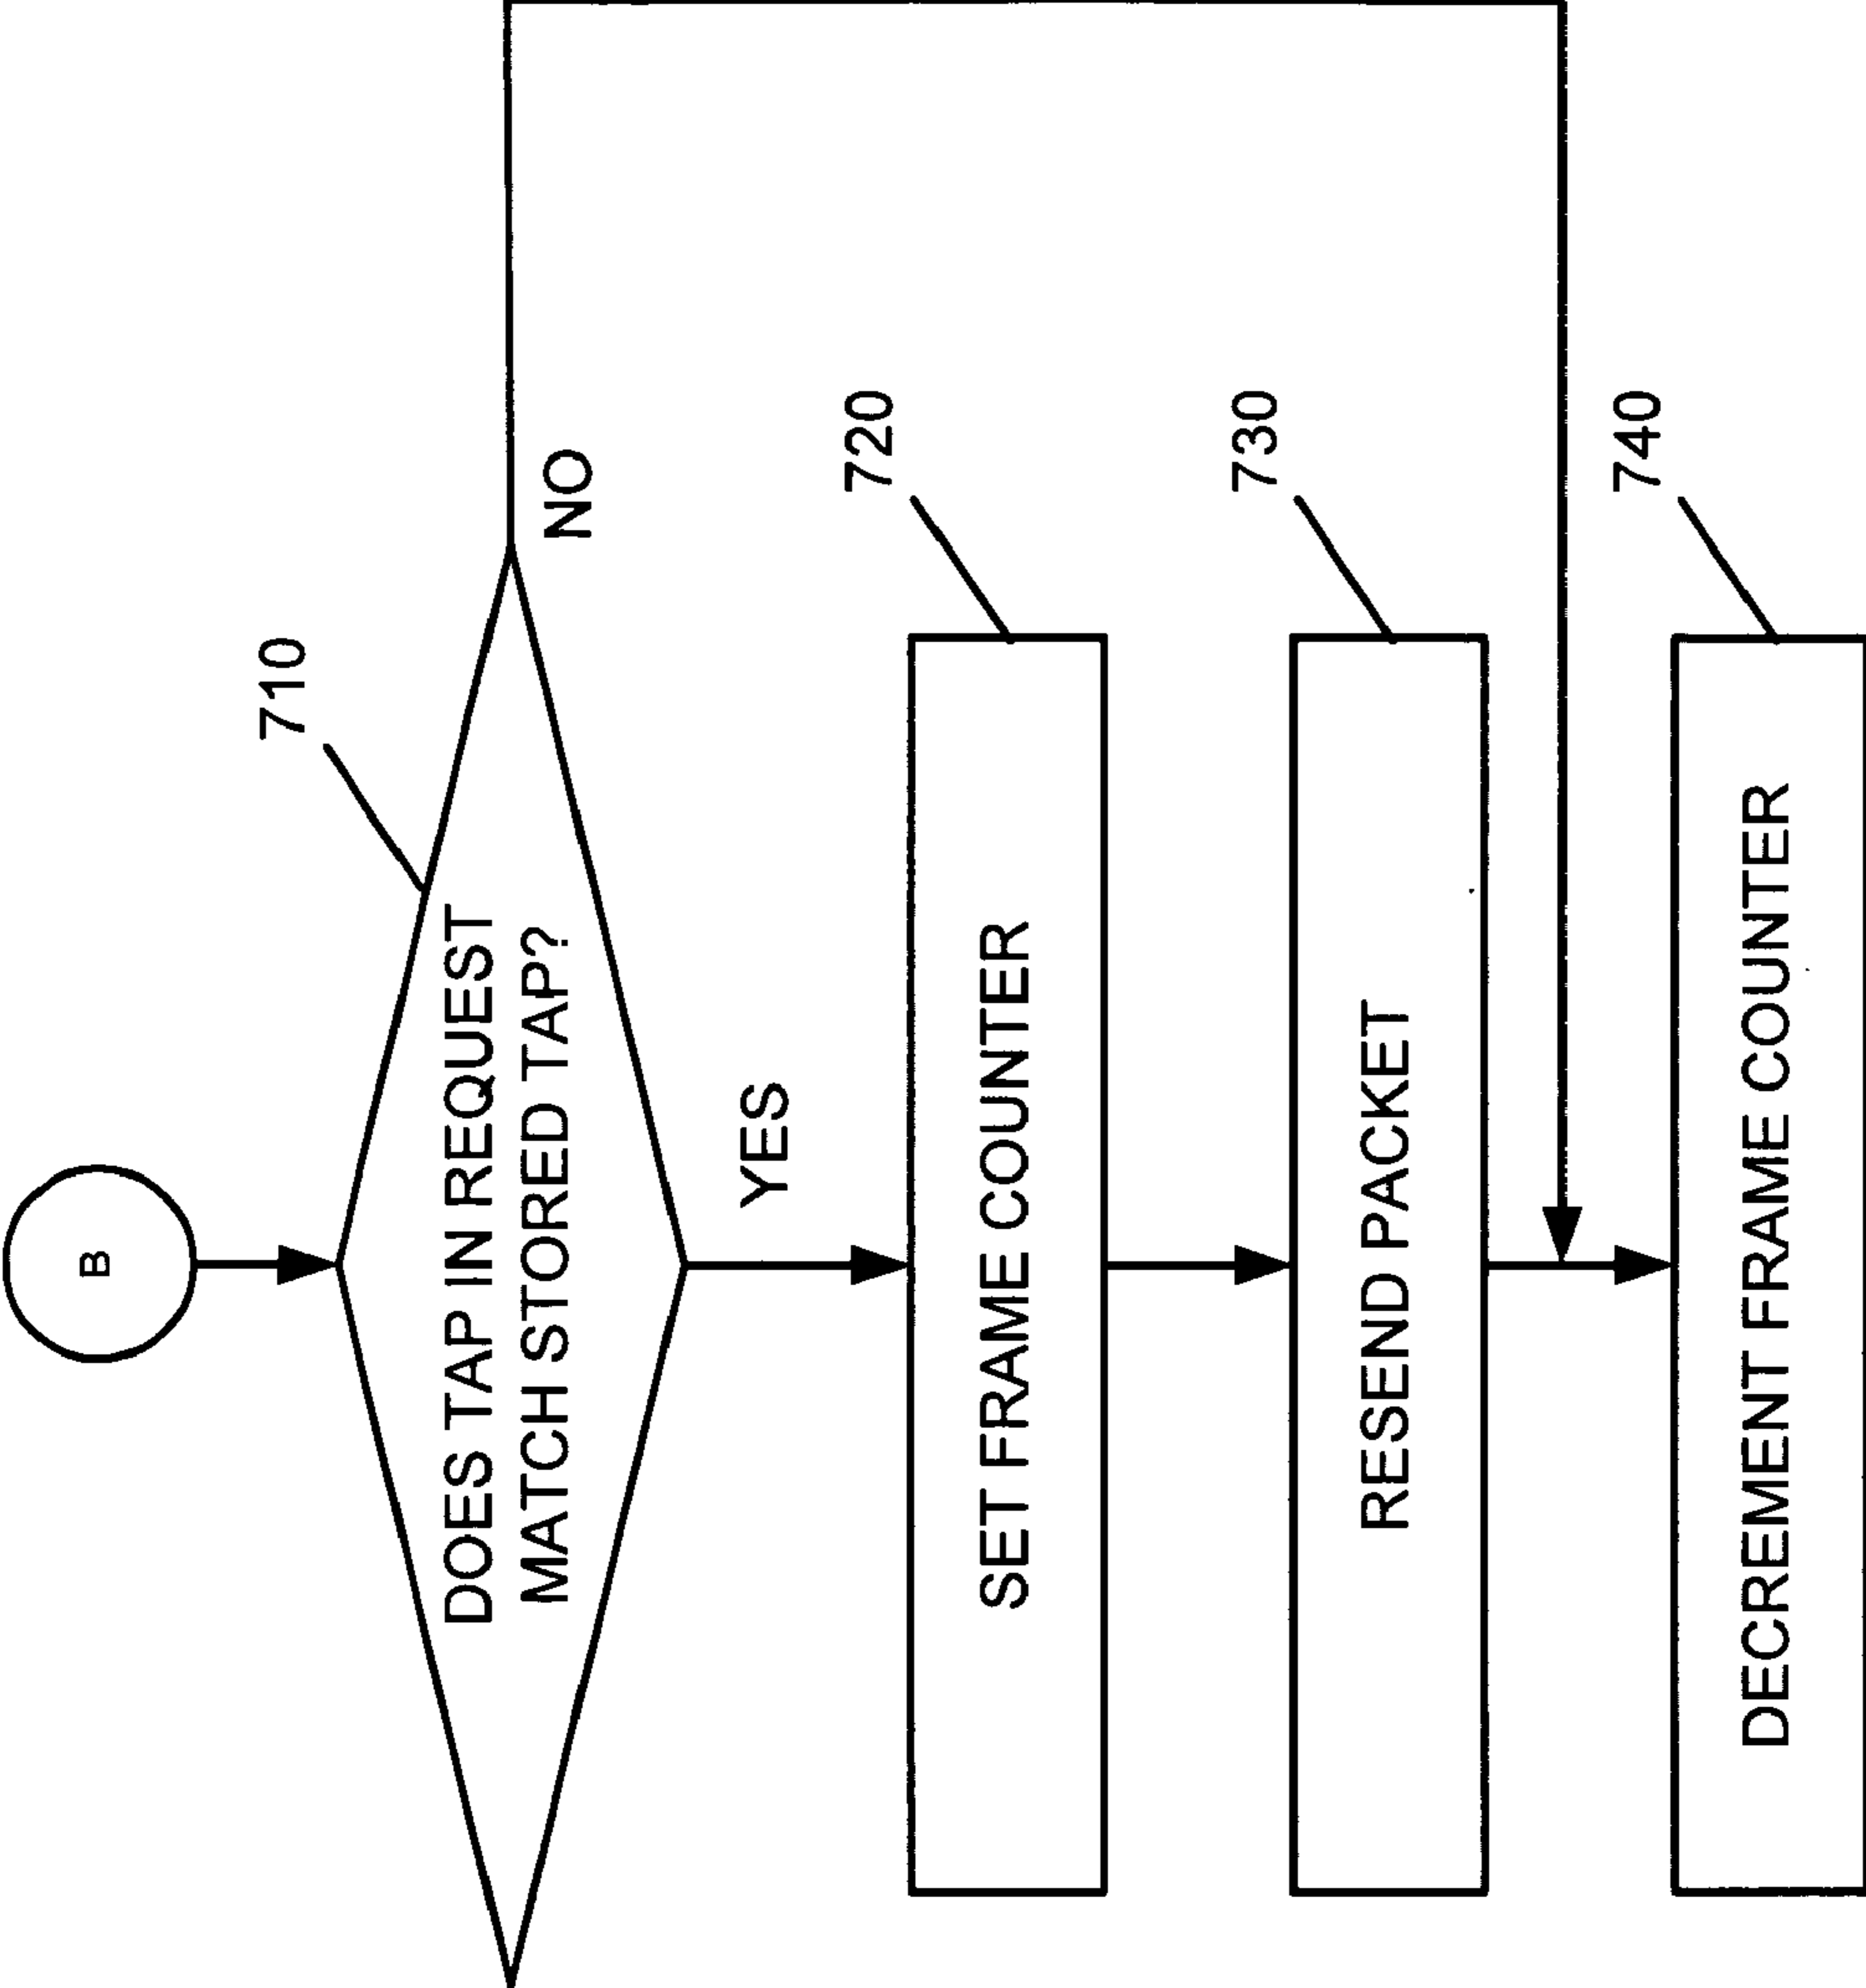 B
710
DOES TAP IN REQUEST
MATCH STORED TAP?
NO
YES
720
SET FRAME COUNTER
730
RESEND PACKET
740
DECREMENT FRAME COUNTER